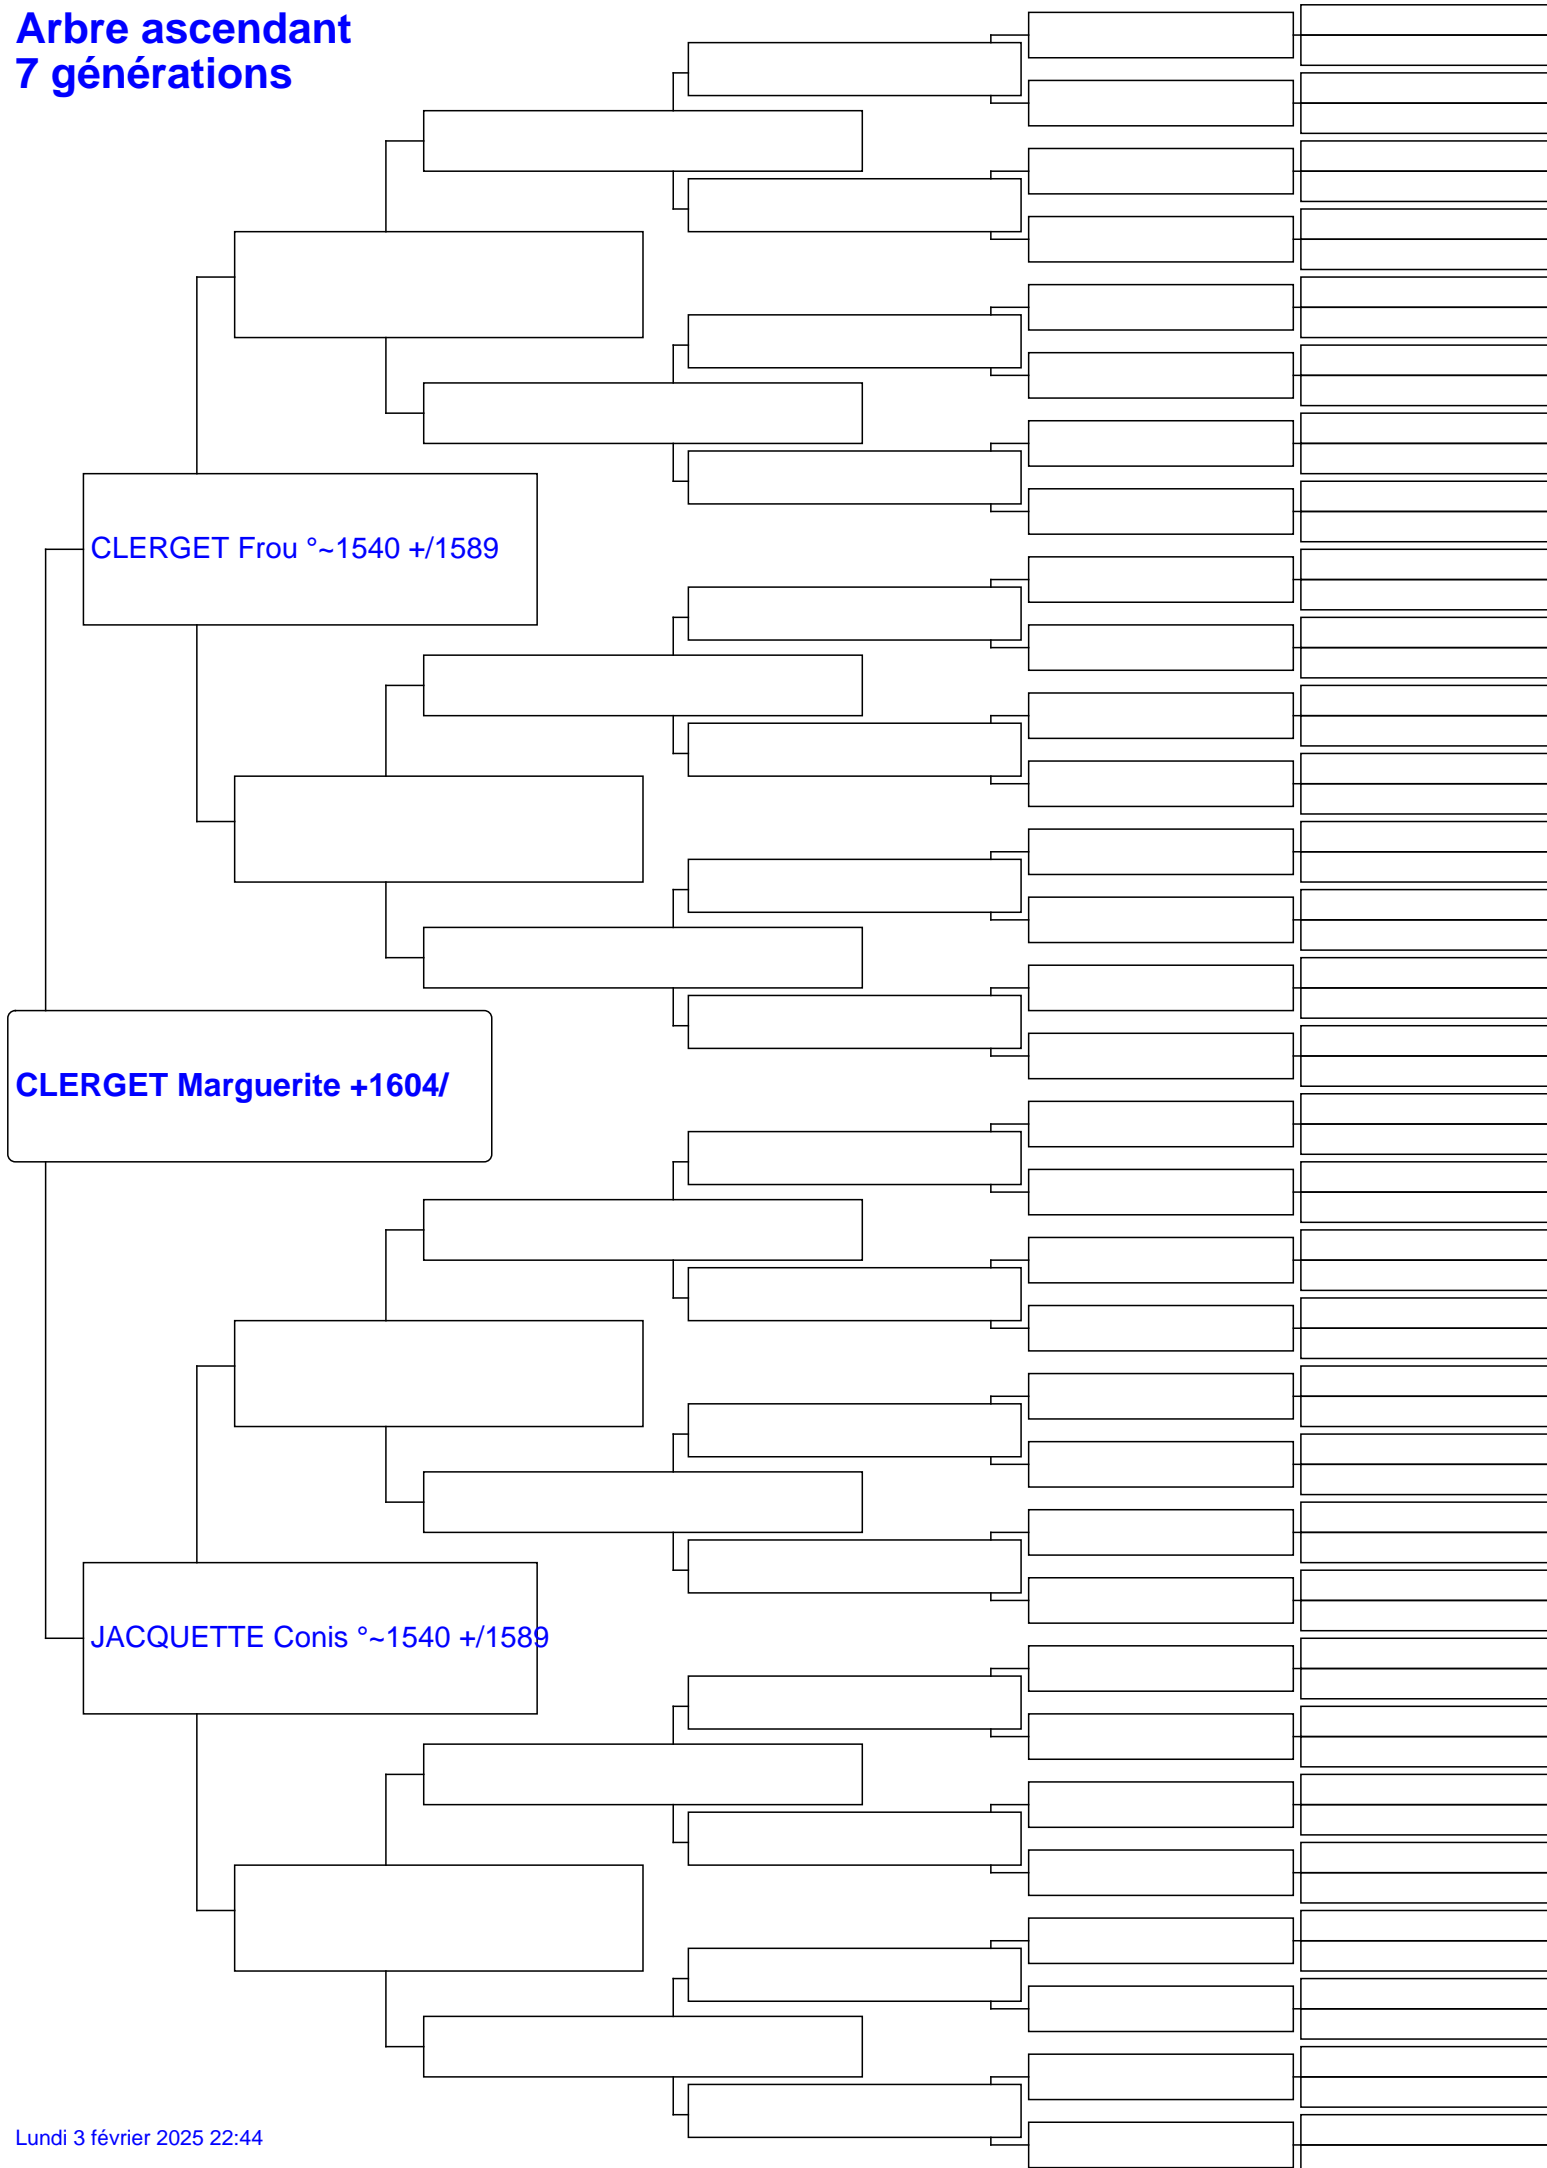 Arbre ascendant
7 générations
CLERGET Frou °~1540 +/1589
CLERGET Marguerite +1604/
JACQUETTE Conis °~1540 +/1589
Lundi 3 février 2025 22:44